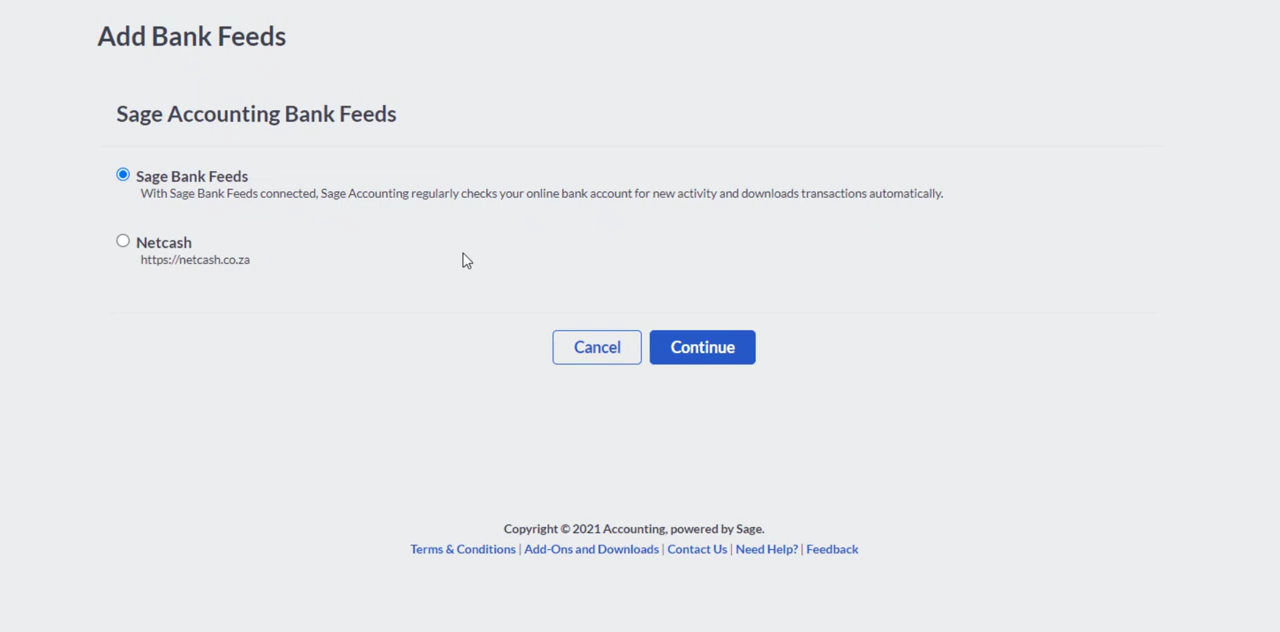 Add Bank Feeds
Sage Accounting Bank Feeds
Sage Bank Feeds
With Sage Bank Feeds connected, Sage Accounting regularly checks your online bank account for new activity and downloads transactions automatically.
Netcash
https://netcash.co.za
Cancel Continue
Copyright © 2021 Accounting, powered by Sage.
Terms & Conditions | Add-Ons and Downloads | Contact Us | Need Help? | Feedback